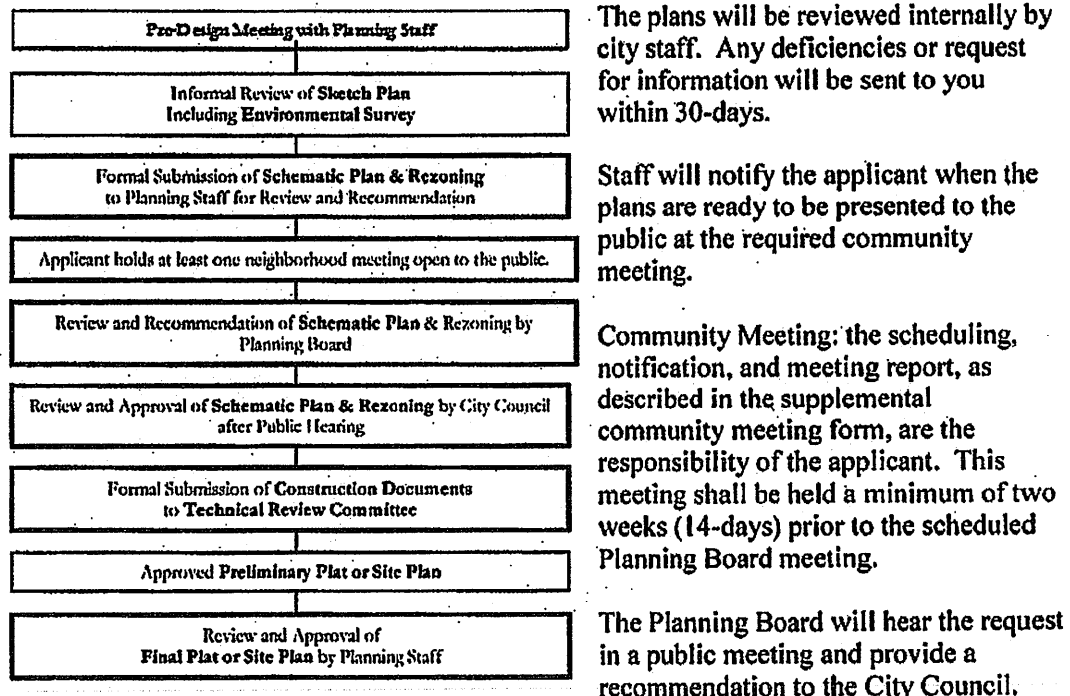 Pre-Design Meeting with Planning Staff
Informal Review of Sketch Plan
Including Environmental Survey
Formal Submission of Schematic Plan & Rezoning
to Planning Staff for Review and Recommendation
Applicant holds at least one neighborhood meeting open to the public.
Review and Recommendation of Schematic Plan & Rezoning by
Planning Board
Review and Approval of Schematic Plan & Rezoning by City Council
after Public Hearing
Formal Submission of Construction Documents
to Technical Review Committee
Approved Preliminary Plat or Site Plan
Review and Approval of
Final Plat or Site Plan by Planning Staff
The plans will be reviewed internally by
city staff. Any deficiencies or request
for information will be sent to you
within 30-days.
Staff will notify the applicant when the
plans are ready to be presented to the
public at the required community
meeting.
Community Meeting: the scheduling,
notification, and meeting report, as
described in the supplemental
community meeting form, are the
responsibility of the applicant. This
meeting shall be held a minimum of two
weeks (14-days) prior to the scheduled
Planning Board meeting.
The Planning Board will hear the request
in a public meeting and provide a
recommendation to the City Council.